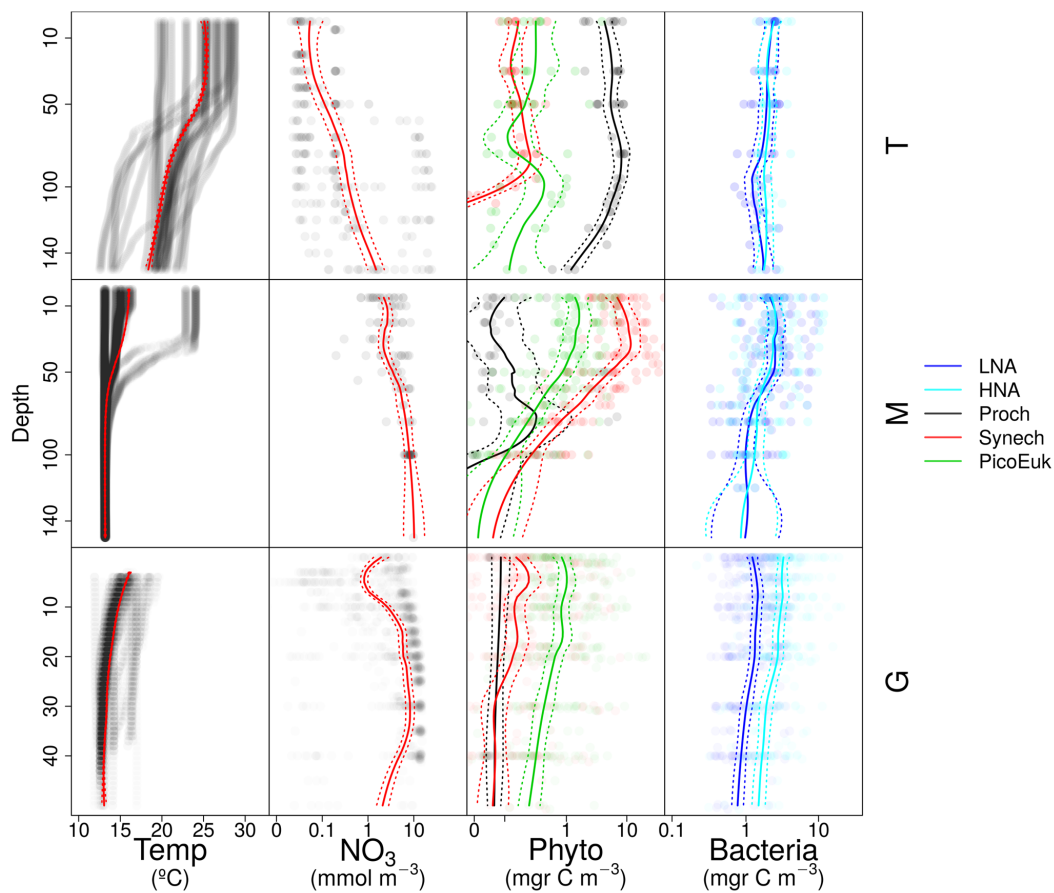 10
50
100
140
T
10
50
100
140
Depth
M
LNA
HNA
Proch
Synech
PicoEuk
10
20
30
40
G
10 15 20 25 30
0 0.1 1 10
0 0 1 10
0.1 1 10
Temp
(ºC)
NO₃
(mmol m⁻³)
Phyto
(mgr C m⁻³)
Bacteria
(mgr C m⁻³)